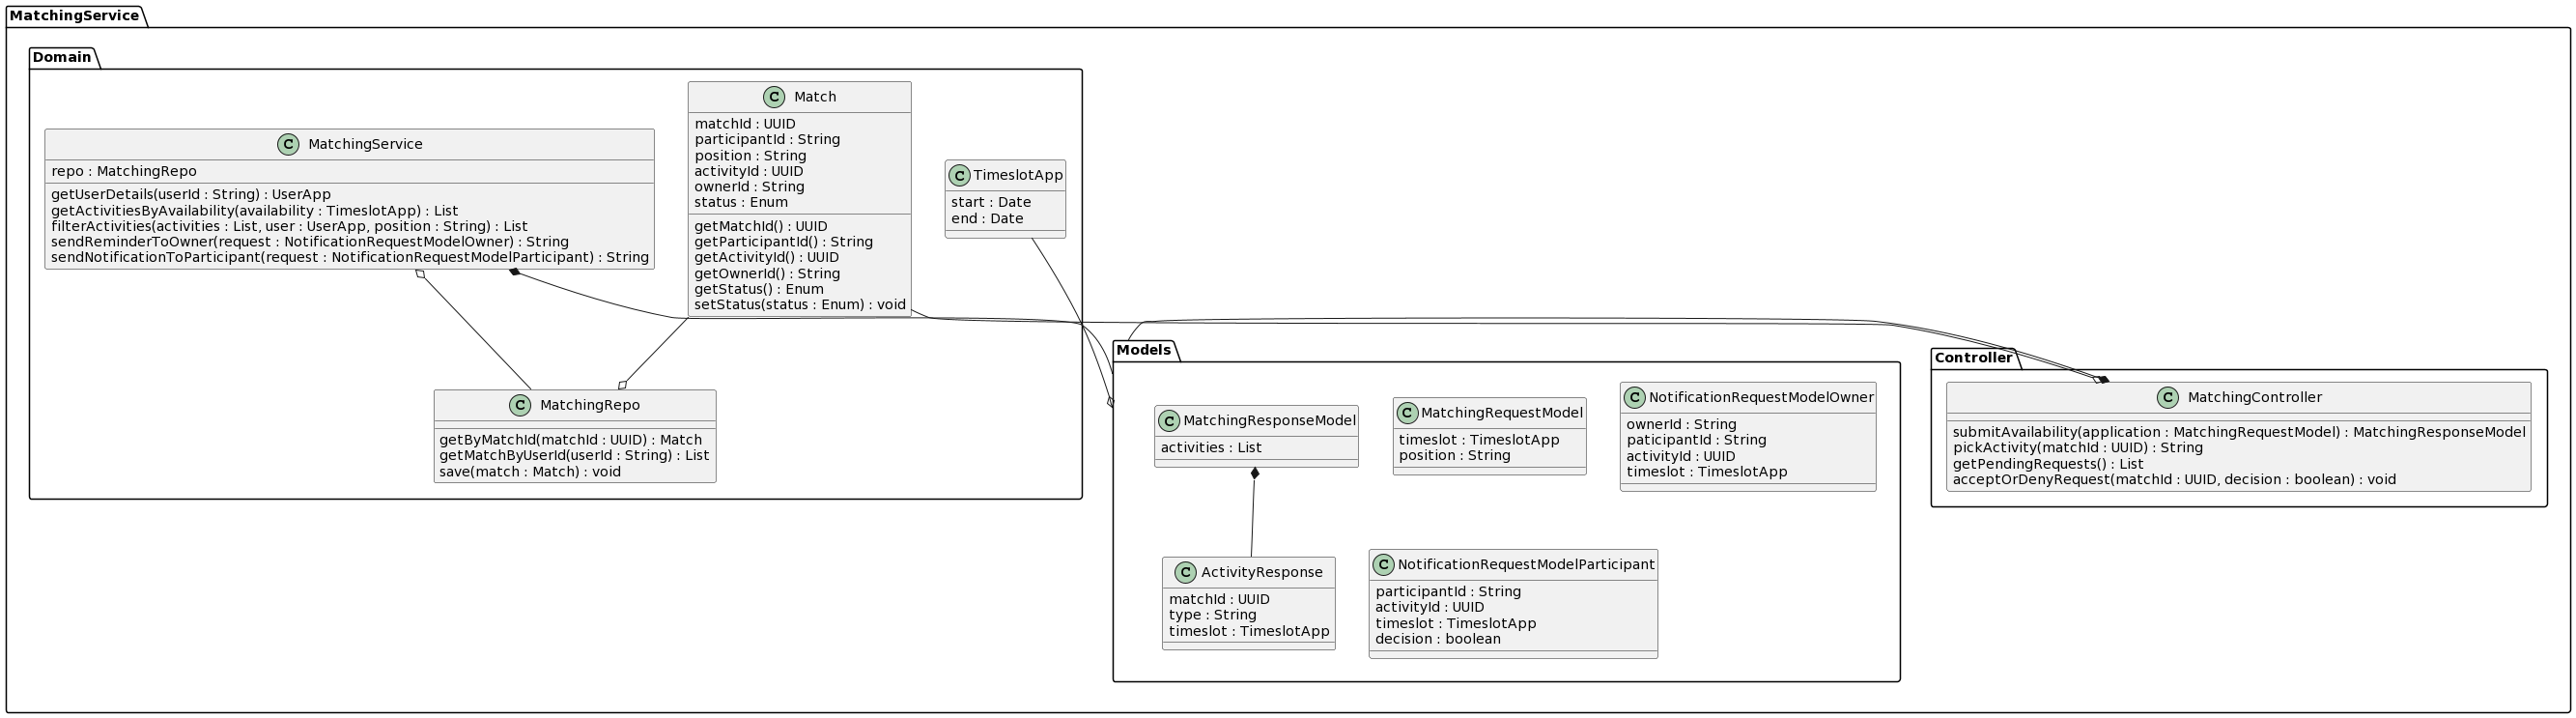 MatchingService
Domain
C MatchingService
repo : MatchingRepo
getUserDetails(userId : String) : UserApp
getActivitiesByAvailability(availability : TimeslotApp) : List
filterActivities(activities : List, user : UserApp, position : String) : List
sendReminderToOwner(request : NotificationRequestModelOwner) : String
sendNotificationToParticipant(request : NotificationRequestModelParticipant) : String
C Match
matchId : UUID
participantId : String
position : String
activityId : UUID
ownerId : String
status : Enum
getMatchId() : UUID
getParticipantId() : String
getActivityId() : UUID
getOwnerId() : String
getStatus() : Enum
setStatus(status : Enum) : void
C TimeslotApp
start : Date
end : Date
C MatchingRepo
getByMatchId(matchId : UUID) : Match
getMatchByUserId(userId : String) : List
save(match : Match) : void
Models
C MatchingResponseModel
activities : List
C MatchingRequestModel
timeslot : TimeslotApp
position : String
C NotificationRequestModelOwner
ownerId : String
paticipantId : String
activityId : UUID
timeslot : TimeslotApp
C ActivityResponse
matchId : UUID
type : String
timeslot : TimeslotApp
C NotificationRequestModelParticipant
participantId : String
activityId : UUID
timeslot : TimeslotApp
decision : boolean
Controller
C MatchingController
submitAvailability(application : MatchingRequestModel) : MatchingResponseModel
pickActivity(matchId : UUID) : String
getPendingRequests() : List
acceptOrDenyRequest(matchId : UUID, decision : boolean) : void